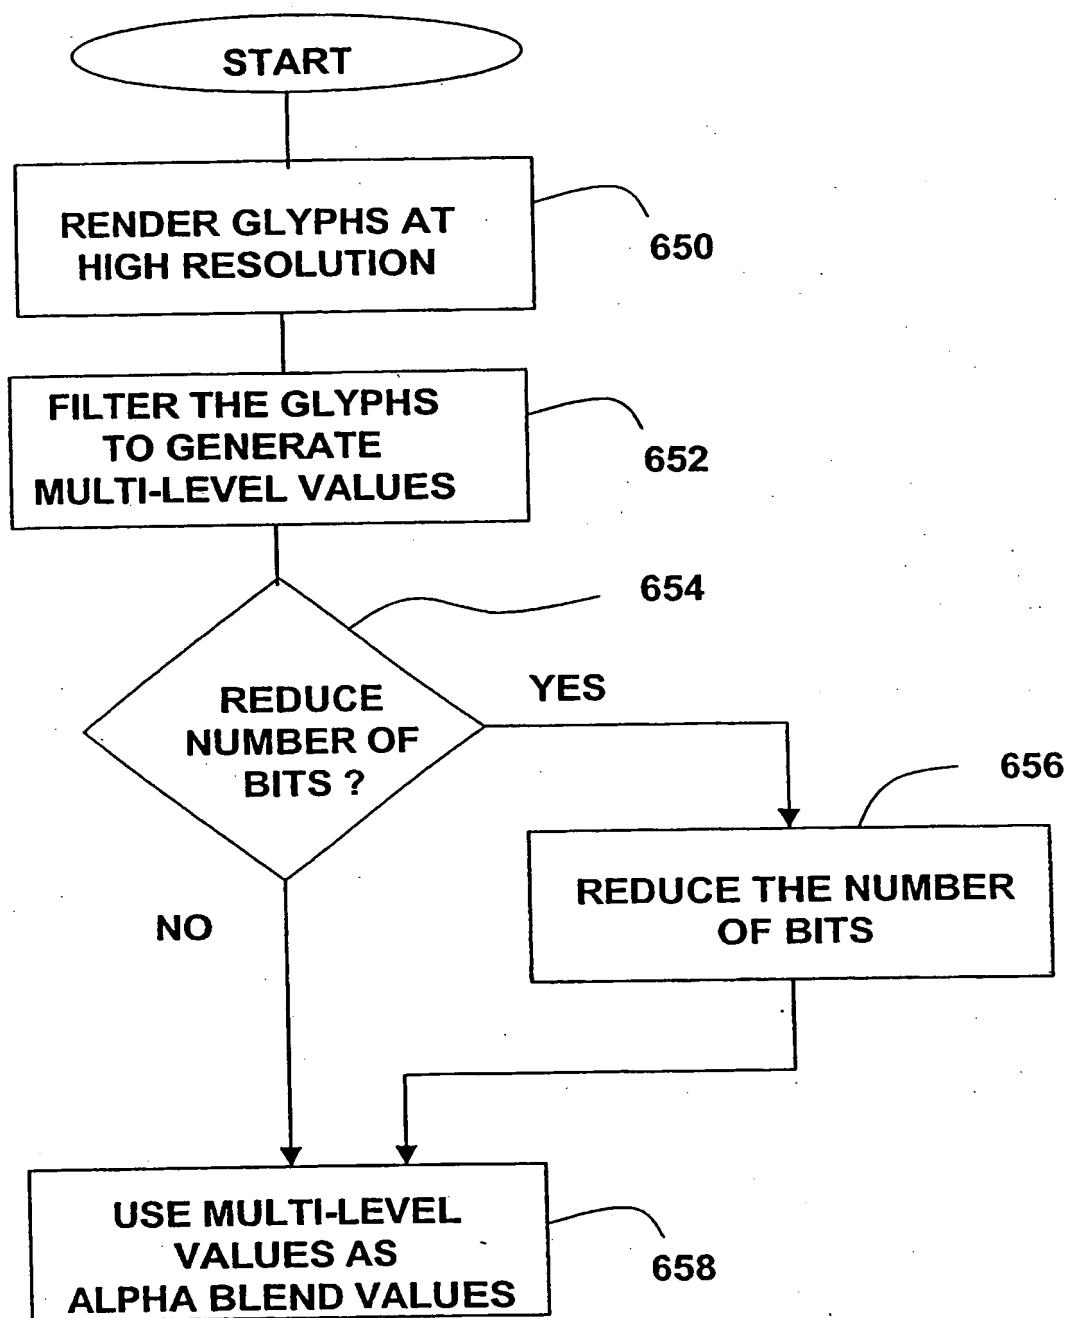 START
RENDER GLYPHS AT
HIGH RESOLUTION
650
FILTER THE GLYPHS
TO GENERATE
MULTI-LEVEL VALUES
652
654
REDUCE
NUMBER OF
BITS ?
YES
656
REDUCE THE NUMBER
OF BITS
NO
USE MULTI-LEVEL
VALUES AS
ALPHA BLEND VALUES
658